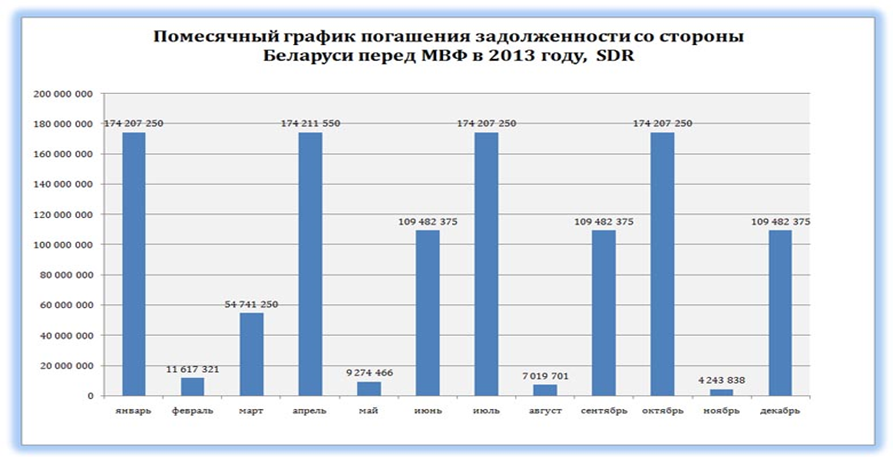 Помесячный график погашения задолженности со стороны
Беларуси перед МВФ в 2013 году, SDR
200 000 000
180 000 000
160 000 000
140 000 000
120 000 000
100 000 000
80 000 000
60 000 000
40 000 000
20 000 000
0
174 207 250
11 617 321
54 741 250
174 211 550
9 274 466
109 482 375
174 207 250
7 019 701
109 482 375
174 207 250
4 243 838
109 482 375
январь
февраль
март
апрель
май
июнь
июль
август
сентябрь
октябрь
ноябрь
декабрь